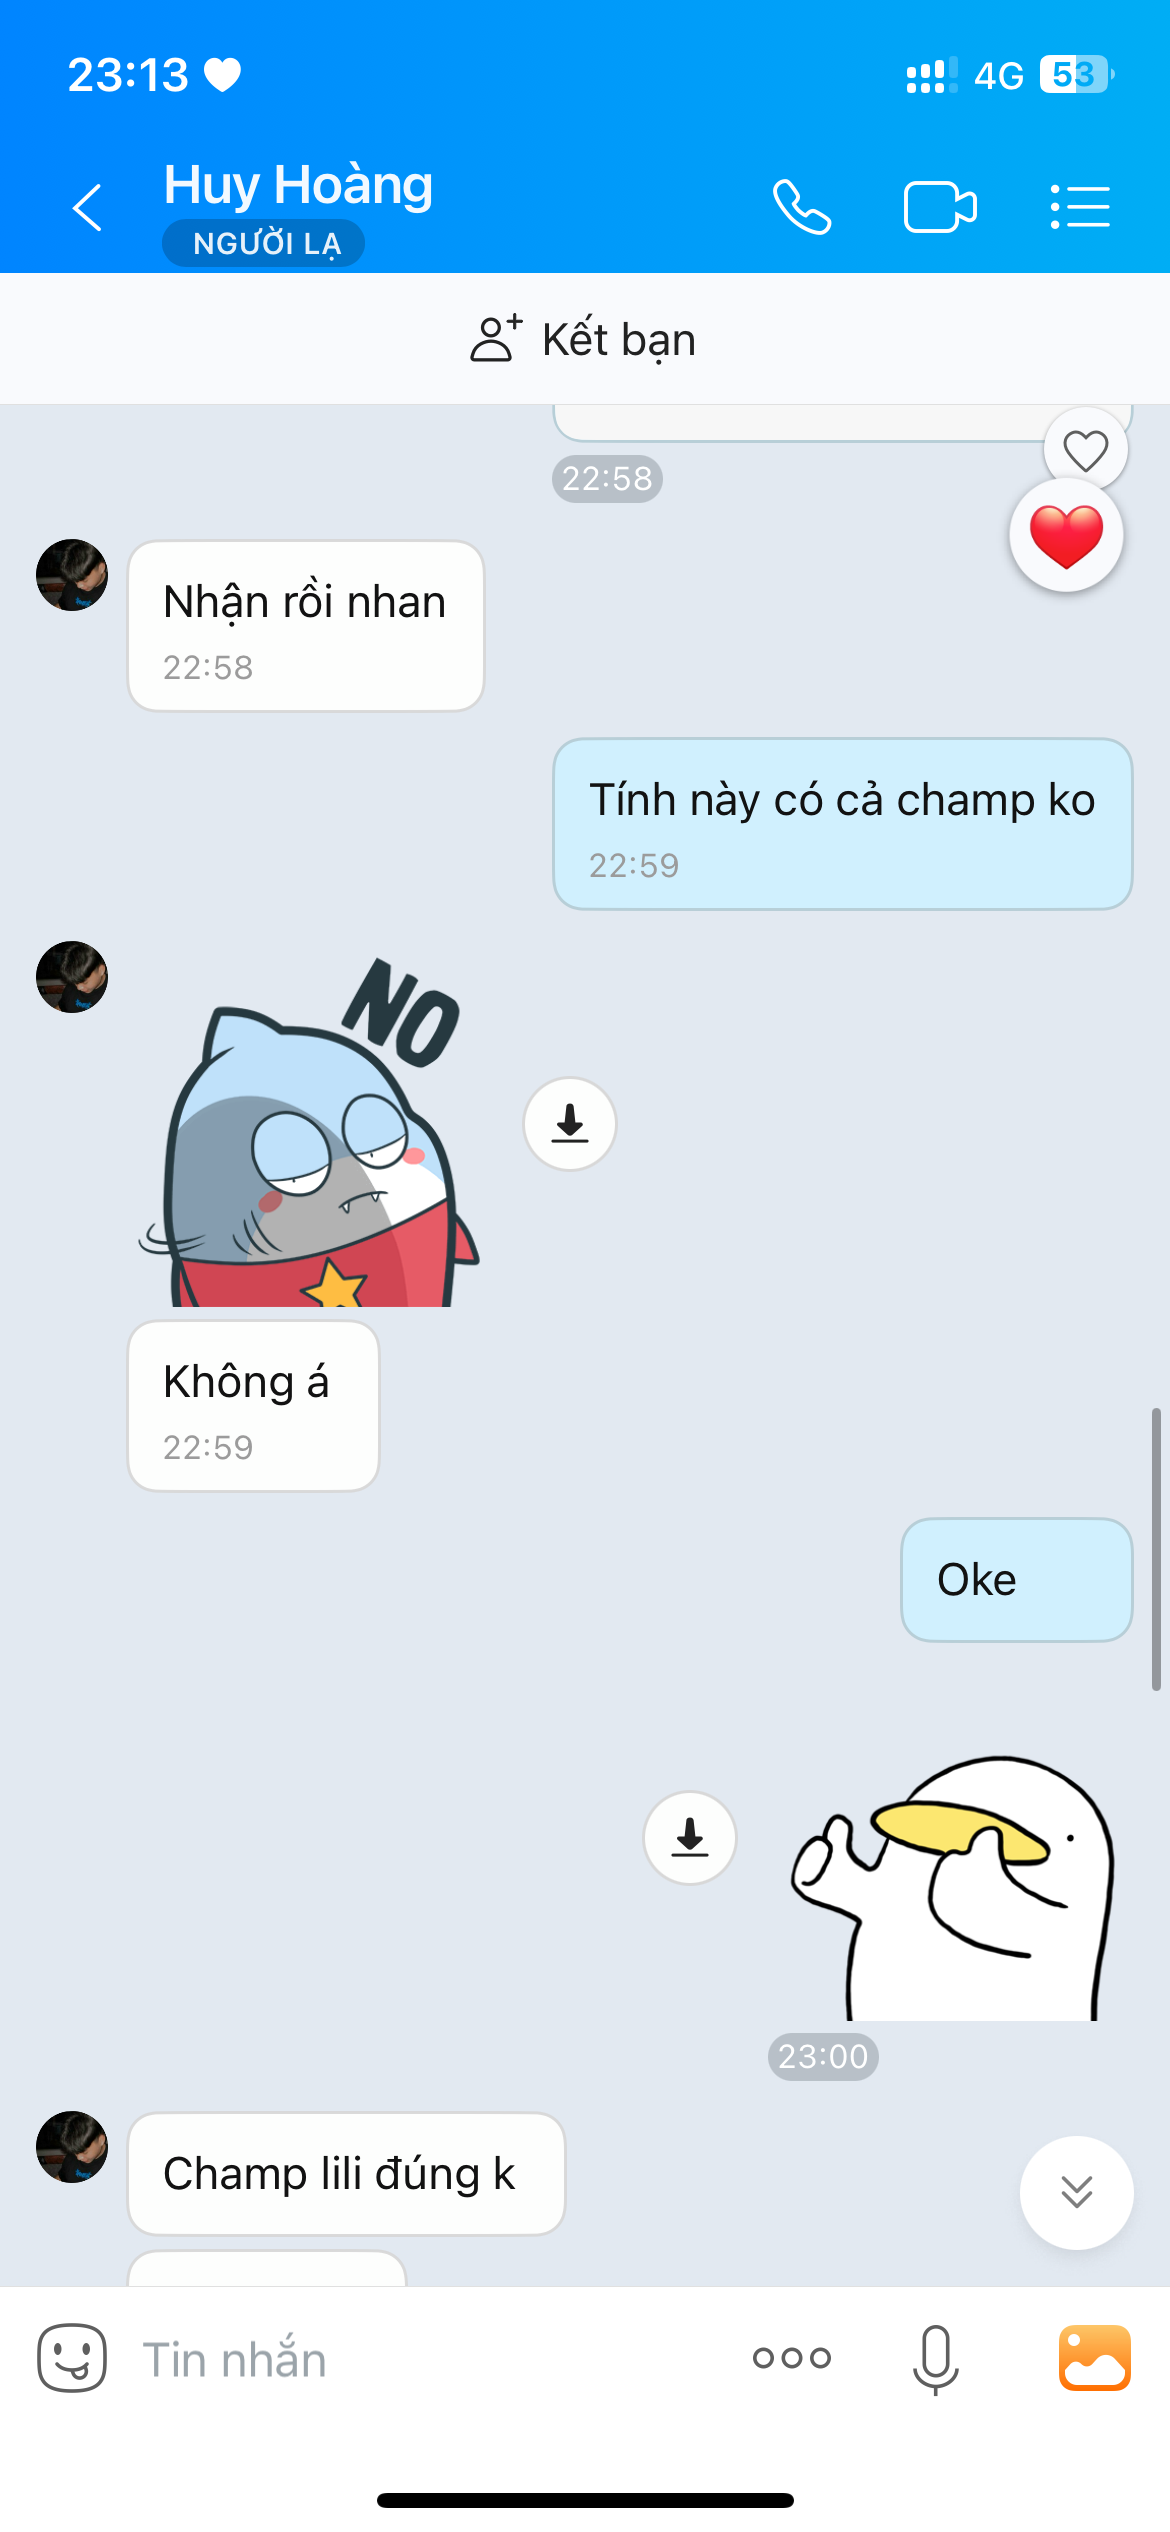 23:13
4G 53
Huy Hoàng
NGƯỜI LẠ
Kết bạn
22:58
Nhận rồi nhan
22:58
Tính này có cả champ ko
22:59
NO
Không á
22:59
Oke
23:00
Champ lili đúng k
Tin nhắn